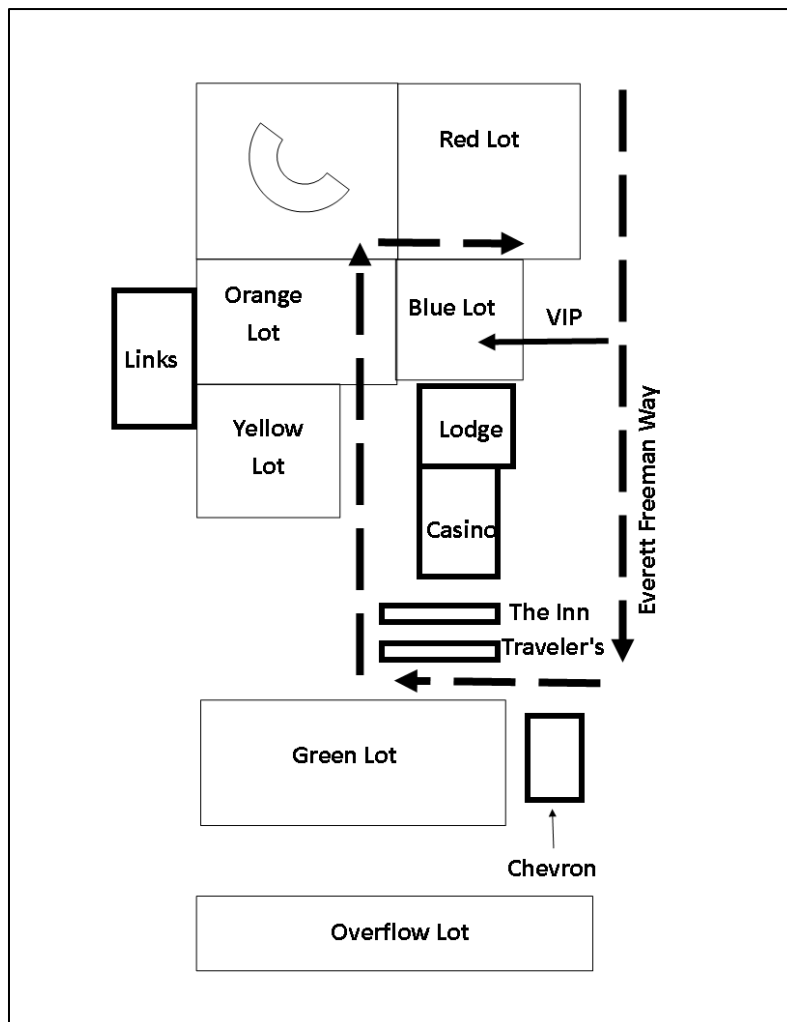 Red Lot
Orange
Lot
Blue Lot
VIP
Links
Yellow
Lot
Lodge
Casino
Everett Freeman Way
The Inn
Traveler's
Green Lot
Chevron
Overflow Lot